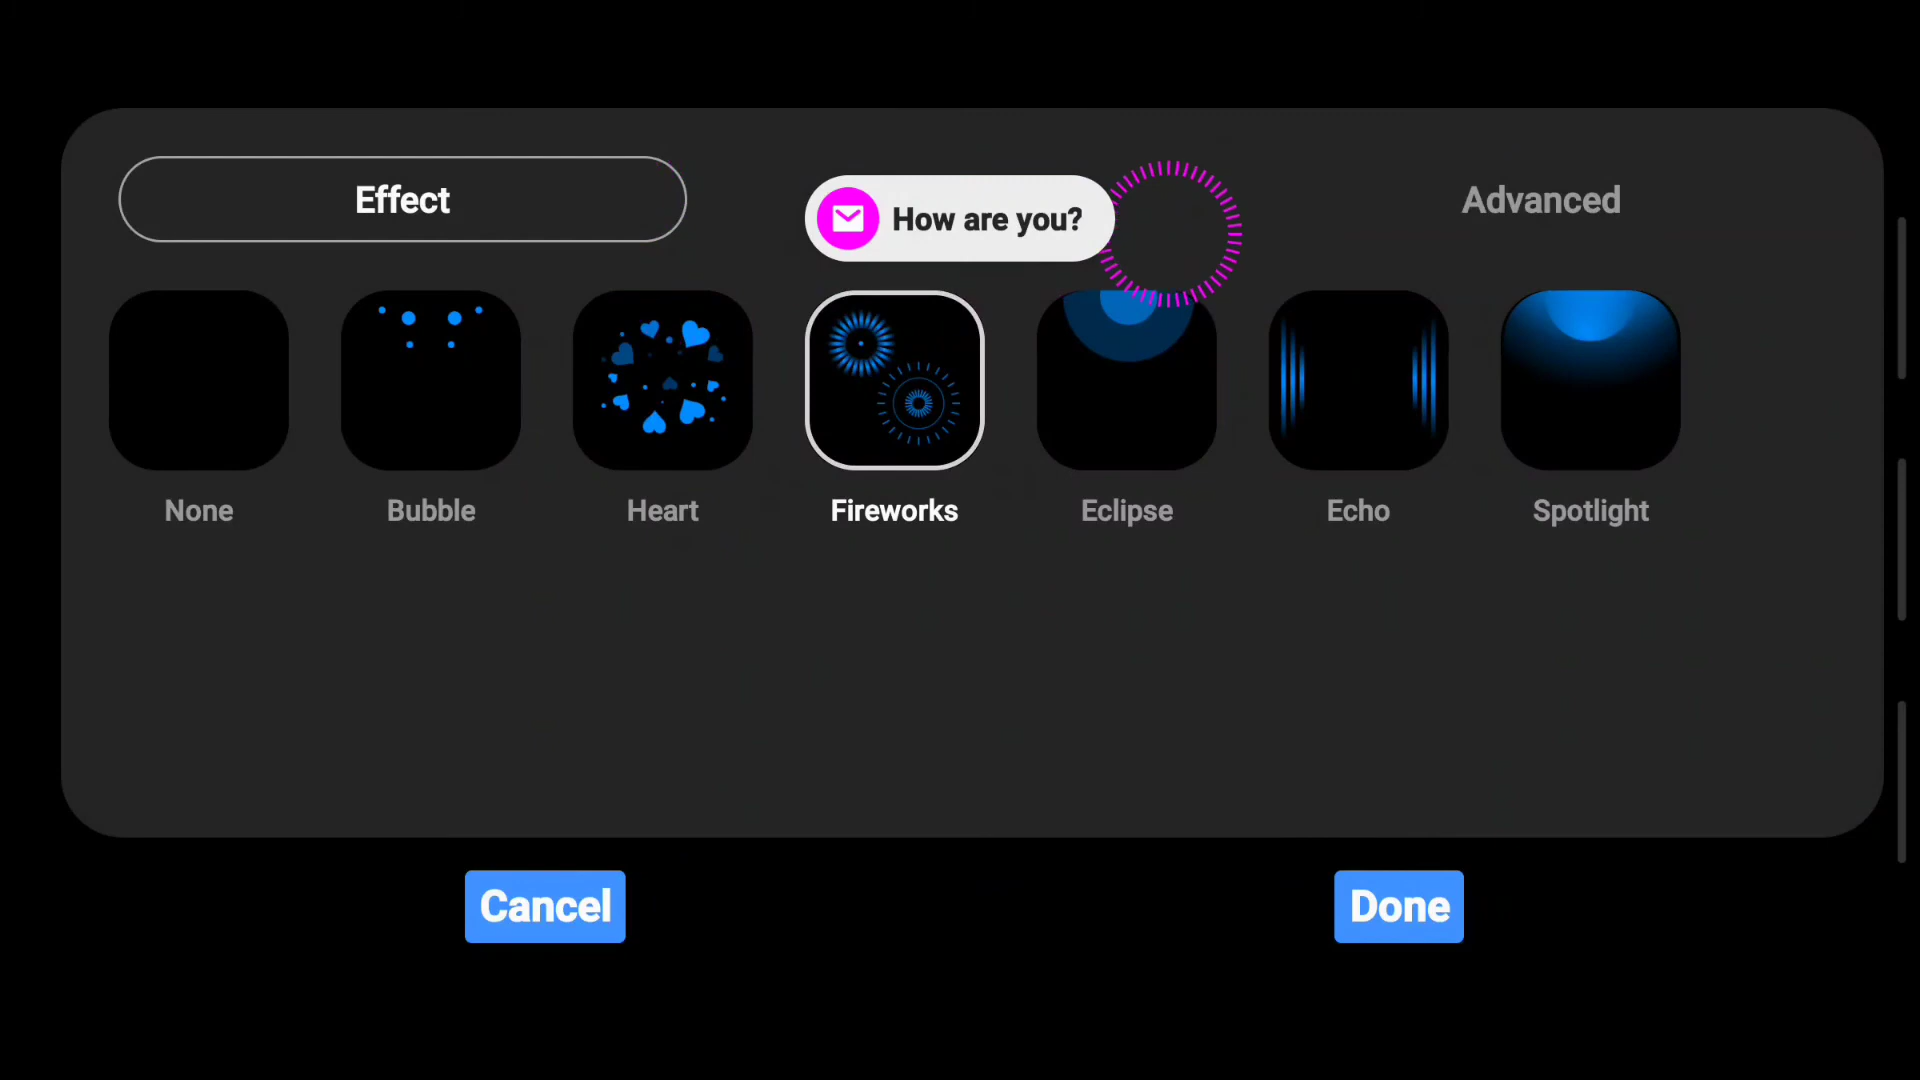 Effect
How are you?
Advanced
None
Bubble
Heart
Fireworks
Eclipse
Echo
Spotlight
Cancel
Done